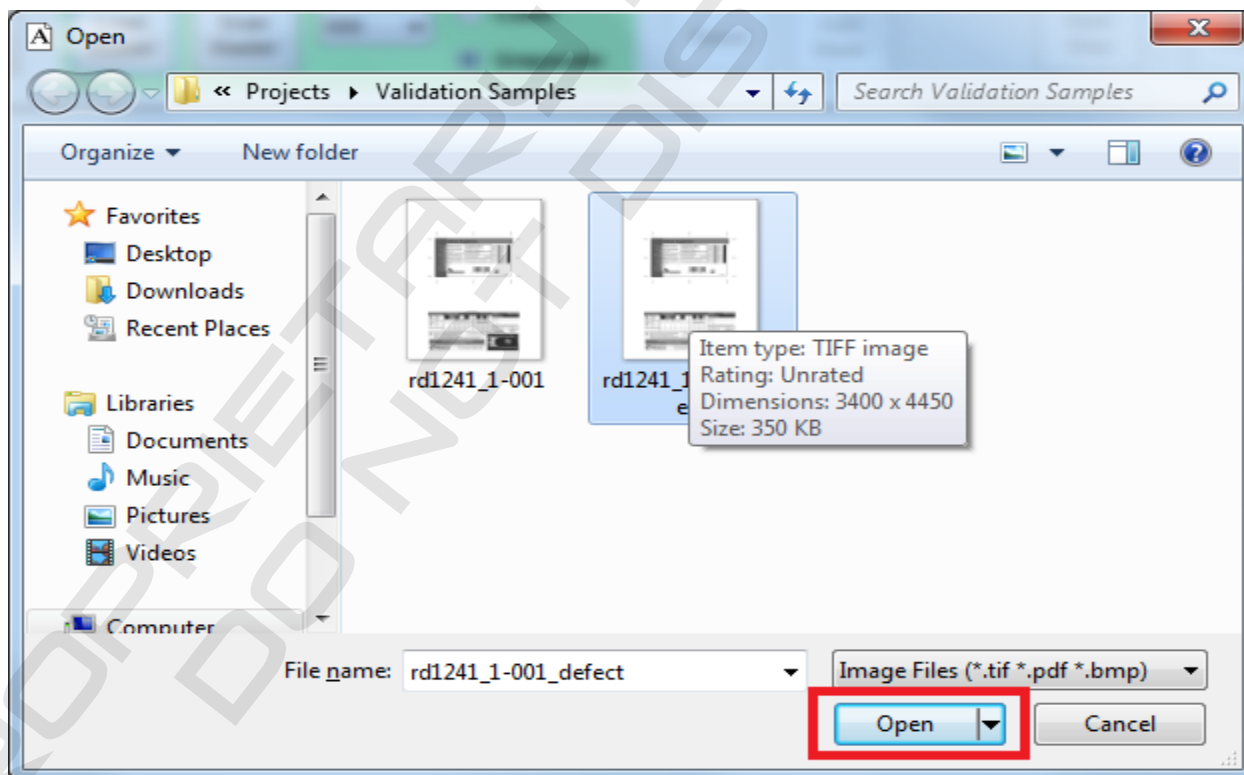 Open
« Projects ▸ Validation Samples
Search Validation Samples
Organize ▾ New folder
Favorites
Desktop
Downloads
Recent Places
Libraries
Documents
Music
Pictures
Videos
Computer
rd1241_1-001
rd1241_1
e
Item type: TIFF image
Rating: Unrated
Dimensions: 3400 x 4450
Size: 350 KB
File name: rd1241_1-001_defect
Image Files (*.tif *.pdf *.bmp)
Open Cancel